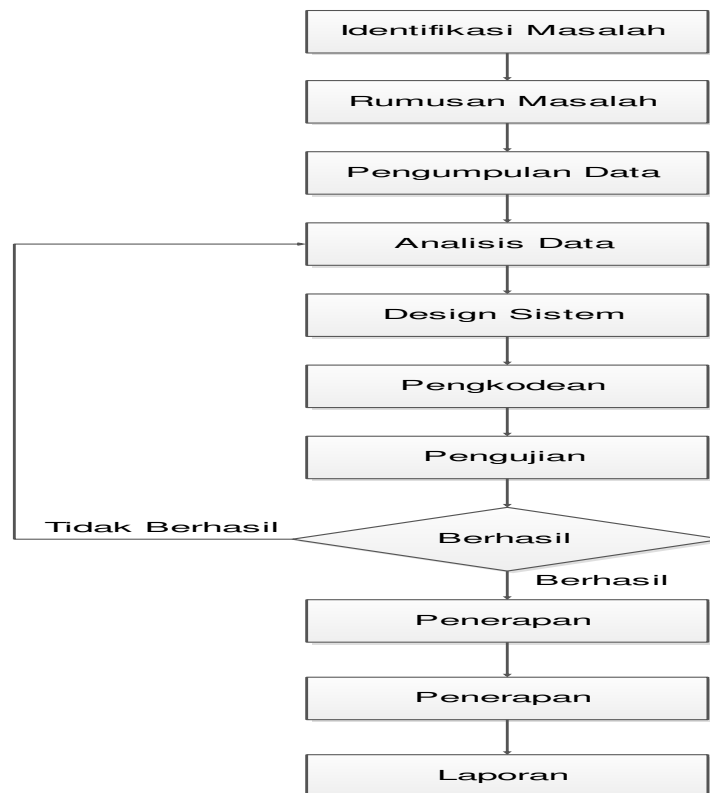 Identifikasi Masalah
Rumusan Masalah
Pengumpulan Data
Analisis Data
Design Sistem
Pengkodean
Pengujian
Tidak Berhasil
Berhasil
Berhasil
Penerapan
Penerapan
Laporan